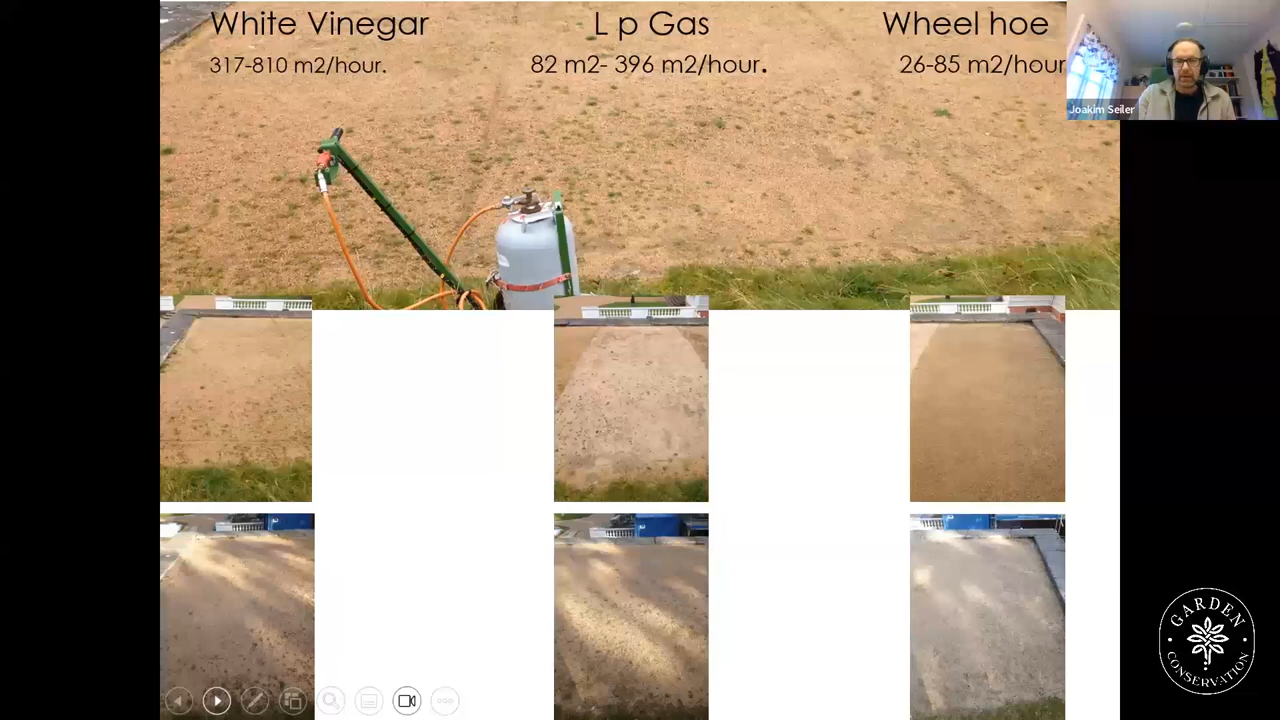 White Vinegar
L p Gas
Wheel hoe
317-810 m2/hour.
82 m2- 396 m2/hour.
26-85 m2/hour
Joakim Seiler
GARDEN
CONSERVATION